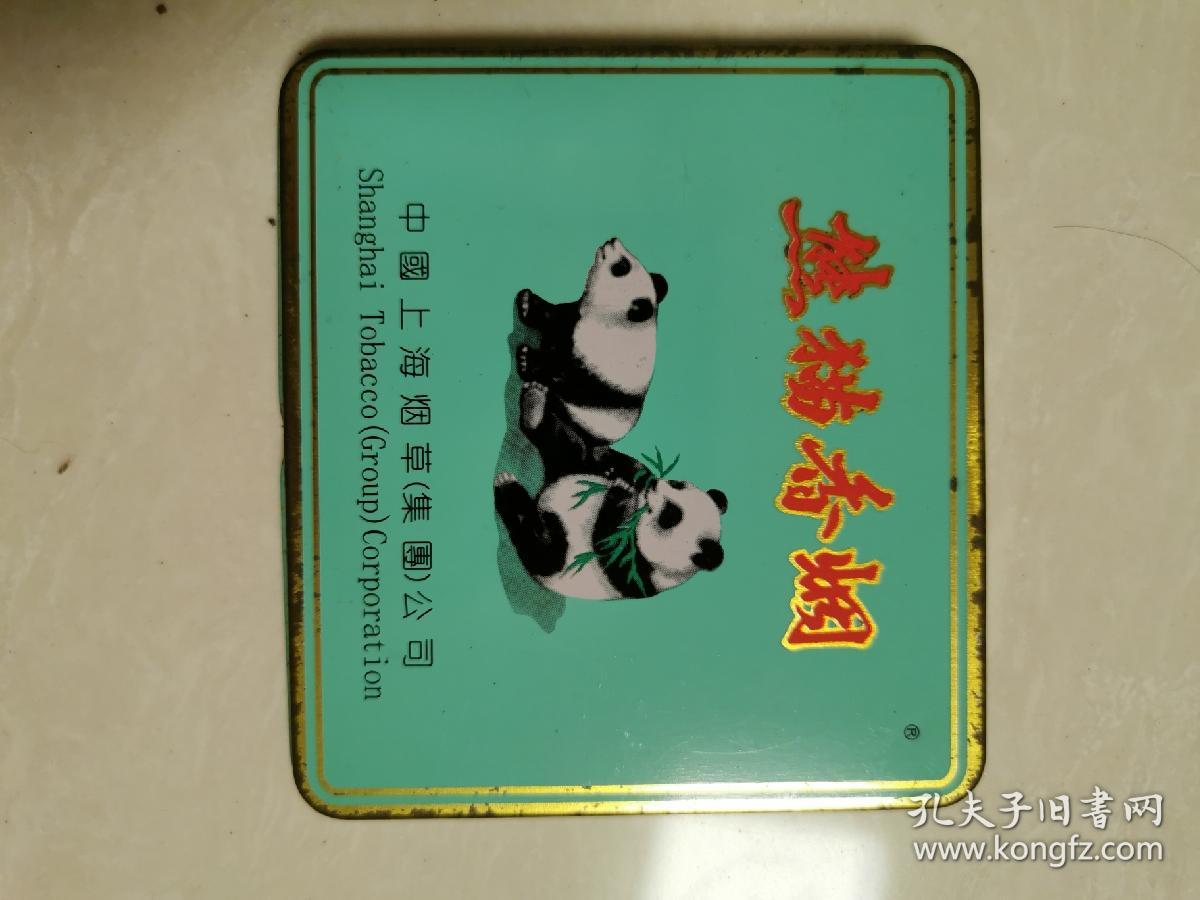 熊猫香烟
®
中國上海烟草(集團)公司
Shanghai Tobacco(Group)Corporation
孔夫子旧书网
www.kongfz.com